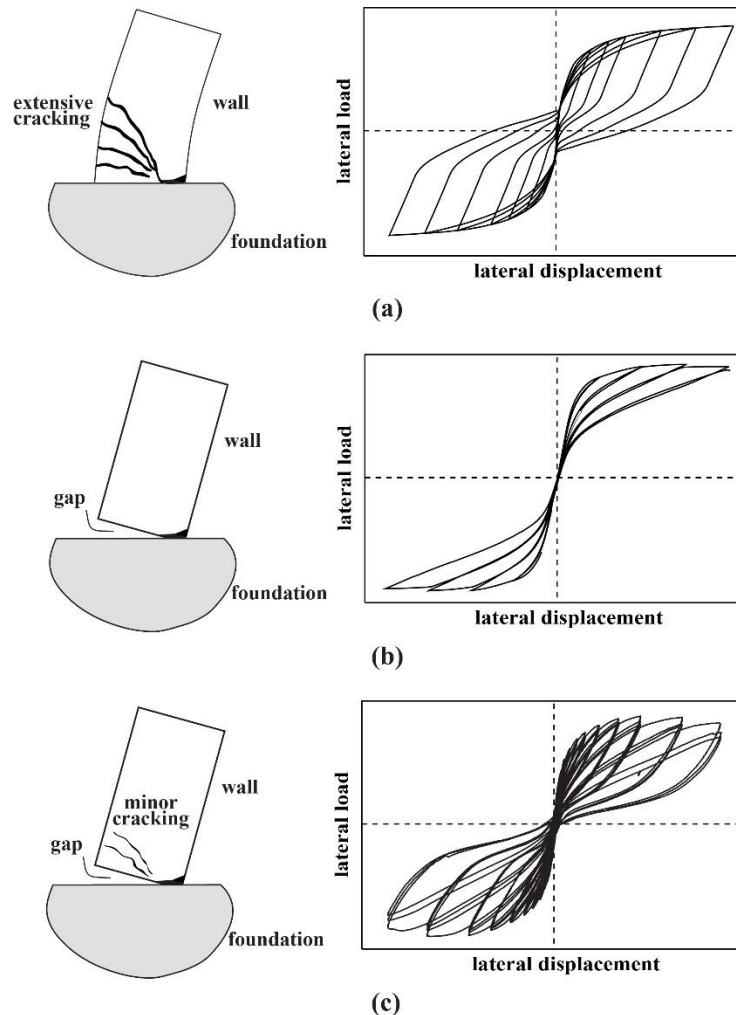 extensive
cracking
wall
foundation
lateral load
lateral displacement
(a)
gap
wall
foundation
lateral load
lateral displacement
(b)
minor
cracking
gap
wall
foundation
lateral load
lateral displacement
(c)